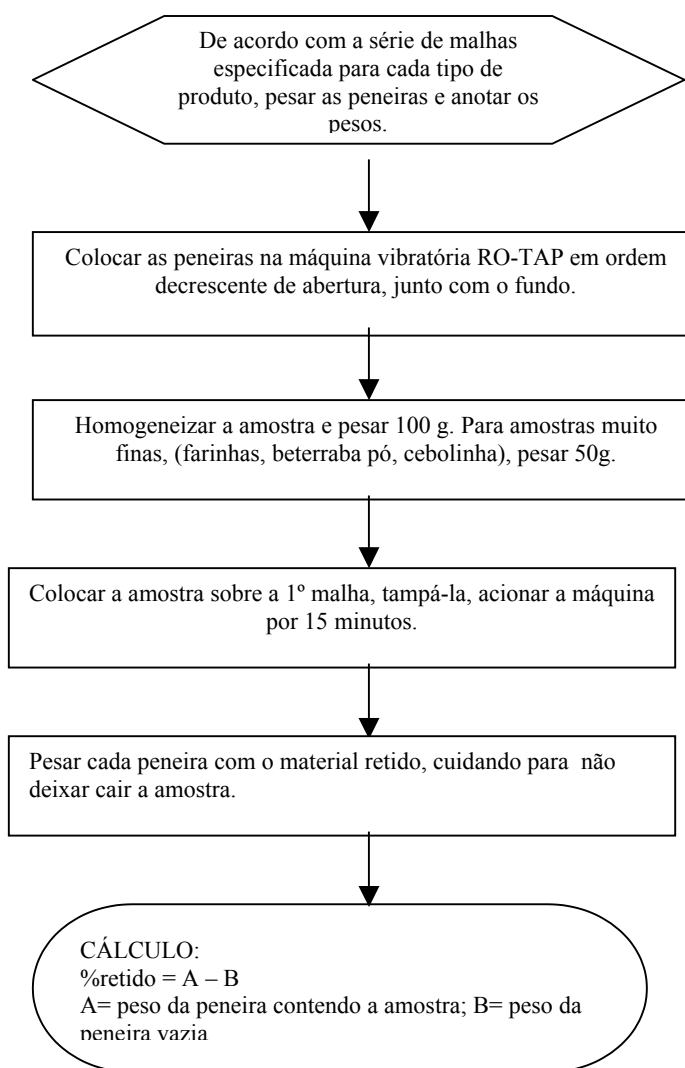 De acordo com a série de malhas
especificada para cada tipo de
produto, pesar as peneiras e anotar os
pesos.
Colocar as peneiras na máquina vibratória RO-TAP em ordem
decrescente de abertura, junto com o fundo.
Homogeneizar a amostra e pesar 100 g. Para amostras muito
finas, (farinhas, beterraba pó, cebolinha), pesar 50g.
Colocar a amostra sobre a 1º malha, tampá-la, acionar a máquina
por 15 minutos.
Pesar cada peneira com o material retido, cuidando para não
deixar cair a amostra.
CÁLCULO:
%retido = A – B
A= peso da peneira contendo a amostra; B= peso da
peneira vazia